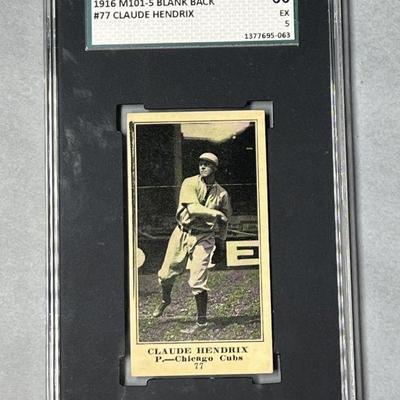 1916 M101-5 BLANK BACK
#77 CLAUDE HENDRIX
EX
5
1377695-063
E
CLAUDE HENDRIX
P.—Chicago Cubs
77